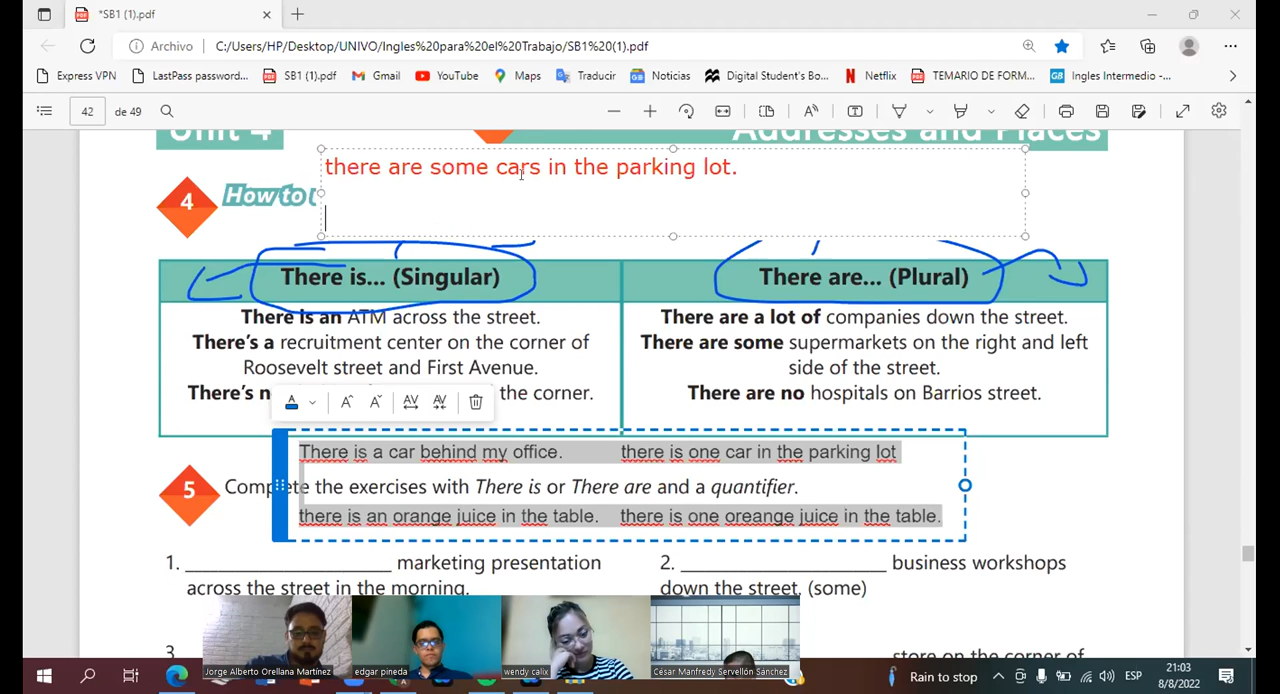 *SB1 (1).pdf
Archivo C:/Users/HP/Desktop/UNIVO/Ingles%20para%20el%20Trabajo/SB1%20(1).pdf
Express VPN LastPass password... SB1 (1).pdf Gmail YouTube Maps Traducir Noticias Digital Student's Bo... Netflix TEMARIO DE FORM... Ingles Intermedio -...
42 de 49
Unit 4 Addresses and Places
there are some cars in the parking lot.
4 How to
There is... (Singular) There are... (Plural)
There is an ATM across the street. There are a lot of companies down the street.
There's a recruitment center on the corner of There are some supermarkets on the right and left
Roosevelt street and First Avenue. side of the street.
There's n the corner. There are no hospitals on Barrios street.
There is a car behind my office. there is one car in the parking lot
5 Complete the exercises with There is or There are and a quantifier.
there is an orange juice in the table. there is one oreange juice in the table.
1. ___________________ marketing presentation 2. ___________________ business workshops
across the street in the morning. down the street. (some)
3. store on the corner of
Jorge Alberto Orellana Martínez edgar pineda wendy calix César Manfredy Servellón Sánchez
Rain to stop ESP 21:03
8/8/2022